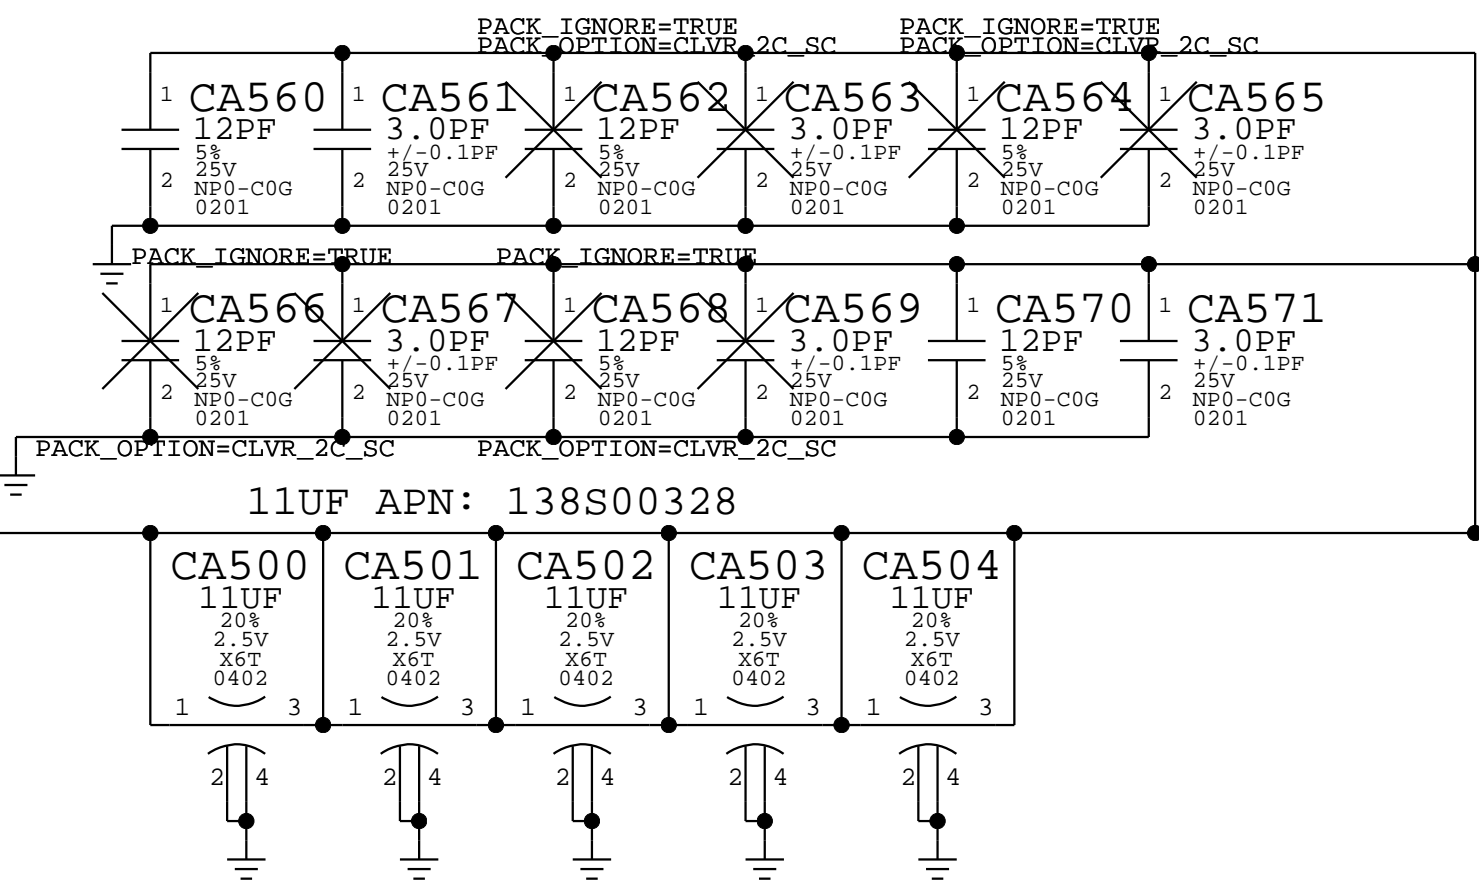 PACK_IGNORE=TRUE PACK_IGNORE=TRUE
PACK_OPTION=CLVR_2C_SC PACK_OPTION=CLVR_2C_SC
1 CA560 1 CA561 1 CA562 1 CA563 1 CA564 1 CA565
12PF 3.0PF 12PF 3.0PF 12PF 3.0PF
5% +/-0.1PF 5% +/-0.1PF 5% +/-0.1PF
25V 25V 25V 25V 25V 25V
2 NP0-C0G 2 NP0-C0G 2 NP0-C0G 2 NP0-C0G 2 NP0-C0G 2 NP0-C0G
0201 0201 0201 0201 0201 0201
PACK_IGNORE=TRUE PACK_IGNORE=TRUE
1 CA566 1 CA567 1 CA568 1 CA569 1 CA570 1 CA571
12PF 3.0PF 12PF 3.0PF 12PF 3.0PF
5% +/-0.1PF 5% +/-0.1PF 5% +/-0.1PF
25V 25V 25V 25V 25V 25V
2 NP0-C0G 2 NP0-C0G 2 NP0-C0G 2 NP0-C0G 2 NP0-C0G 2 NP0-C0G
0201 0201 0201 0201 0201 0201
PACK_OPTION=CLVR_2C_SC PACK_OPTION=CLVR_2C_SC
11UF APN: 138S00328
CA500 CA501 CA502 CA503 CA504
11UF 11UF 11UF 11UF 11UF
20% 20% 20% 20% 20%
2.5V 2.5V 2.5V 2.5V 2.5V
X6T X6T X6T X6T X6T
0402 0402 0402 0402 0402
1 3 1 3 1 3 1 3 1 3
2 4 2 4 2 4 2 4 2 4